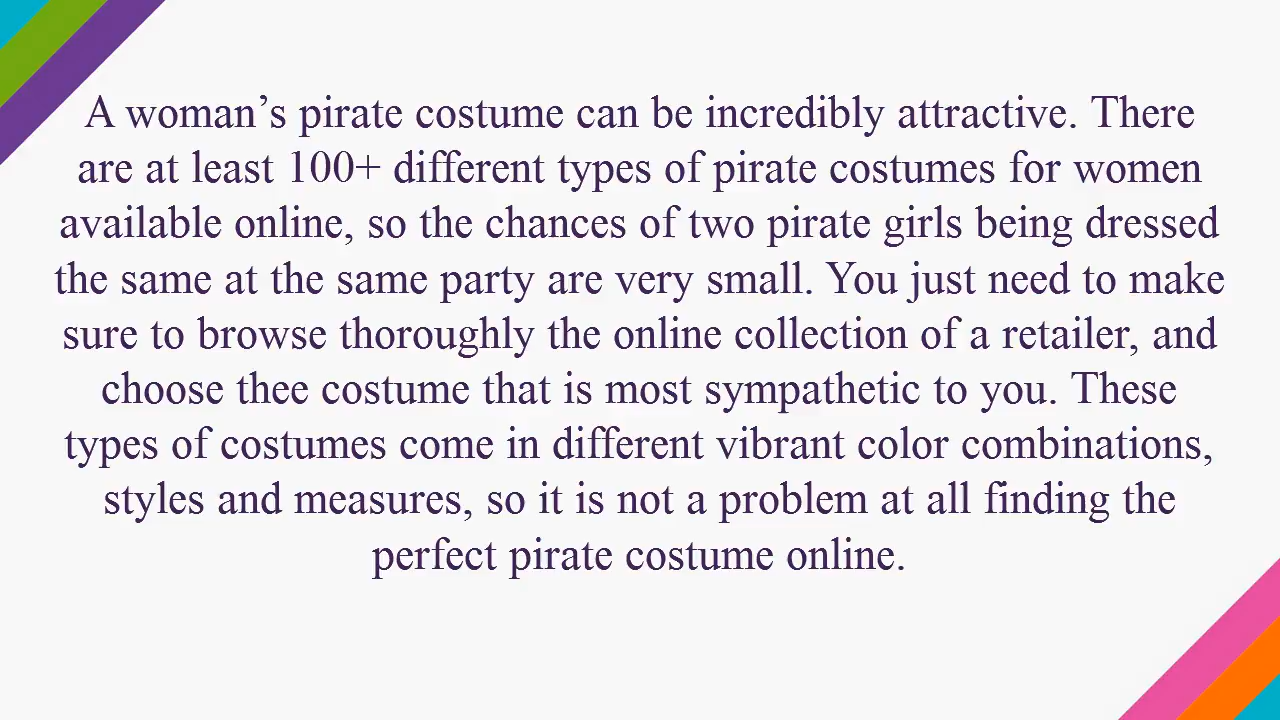 A woman’s pirate costume can be incredibly attractive. There
are at least 100+ different types of pirate costumes for women
available online, so the chances of two pirate girls being dressed
the same at the same party are very small. You just need to make
sure to browse thoroughly the online collection of a retailer, and
choose thee costume that is most sympathetic to you. These
types of costumes come in different vibrant color combinations,
styles and measures, so it is not a problem at all finding the
perfect pirate costume online.